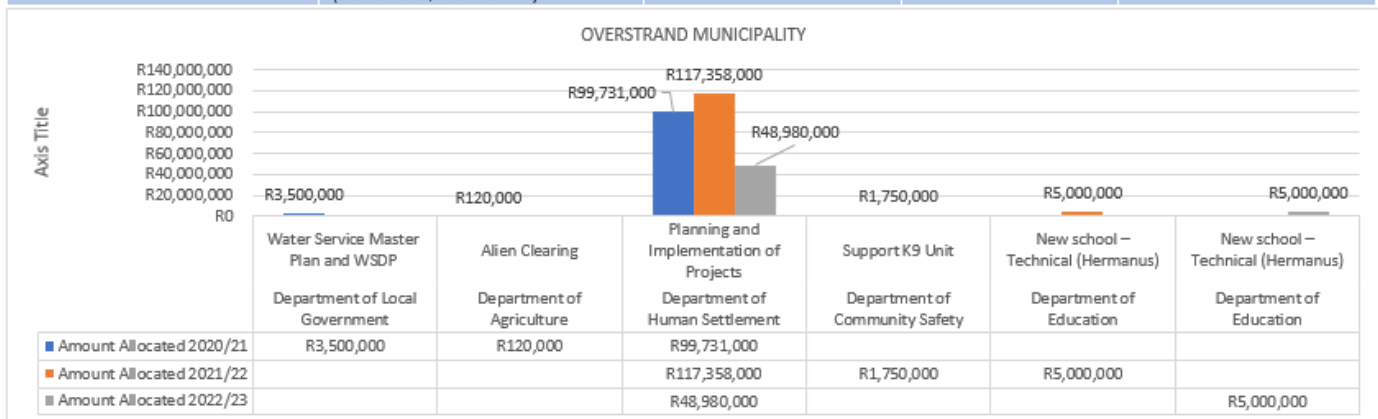 OVERSTRAND MUNICIPALITY
Axis Title
R140,000,000
R120,000,000
R100,000,000
R80,000,000
R60,000,000
R40,000,000
R20,000,000
R0
R3,500,000
R120,000
R99,731,000
R117,358,000
R48,980,000
R1,750,000
R5,000,000
R5,000,000
Water Service Master
Plan and WSDP
Alien Clearing
Planning and
Implementation of
Projects
Support K9 Unit
New school –
Technical (Hermanus)
New school –
Technical (Hermanus)
Department of Local
Government
Department of
Agriculture
Department of
Human Settlement
Department of
Community Safety
Department of
Education
Department of
Education
Amount Allocated 2020/21 R3,500,000 R120,000 R99,731,000
Amount Allocated 2021/22 R117,358,000 R1,750,000 R5,000,000
Amount Allocated 2022/23 R48,980,000 R5,000,000